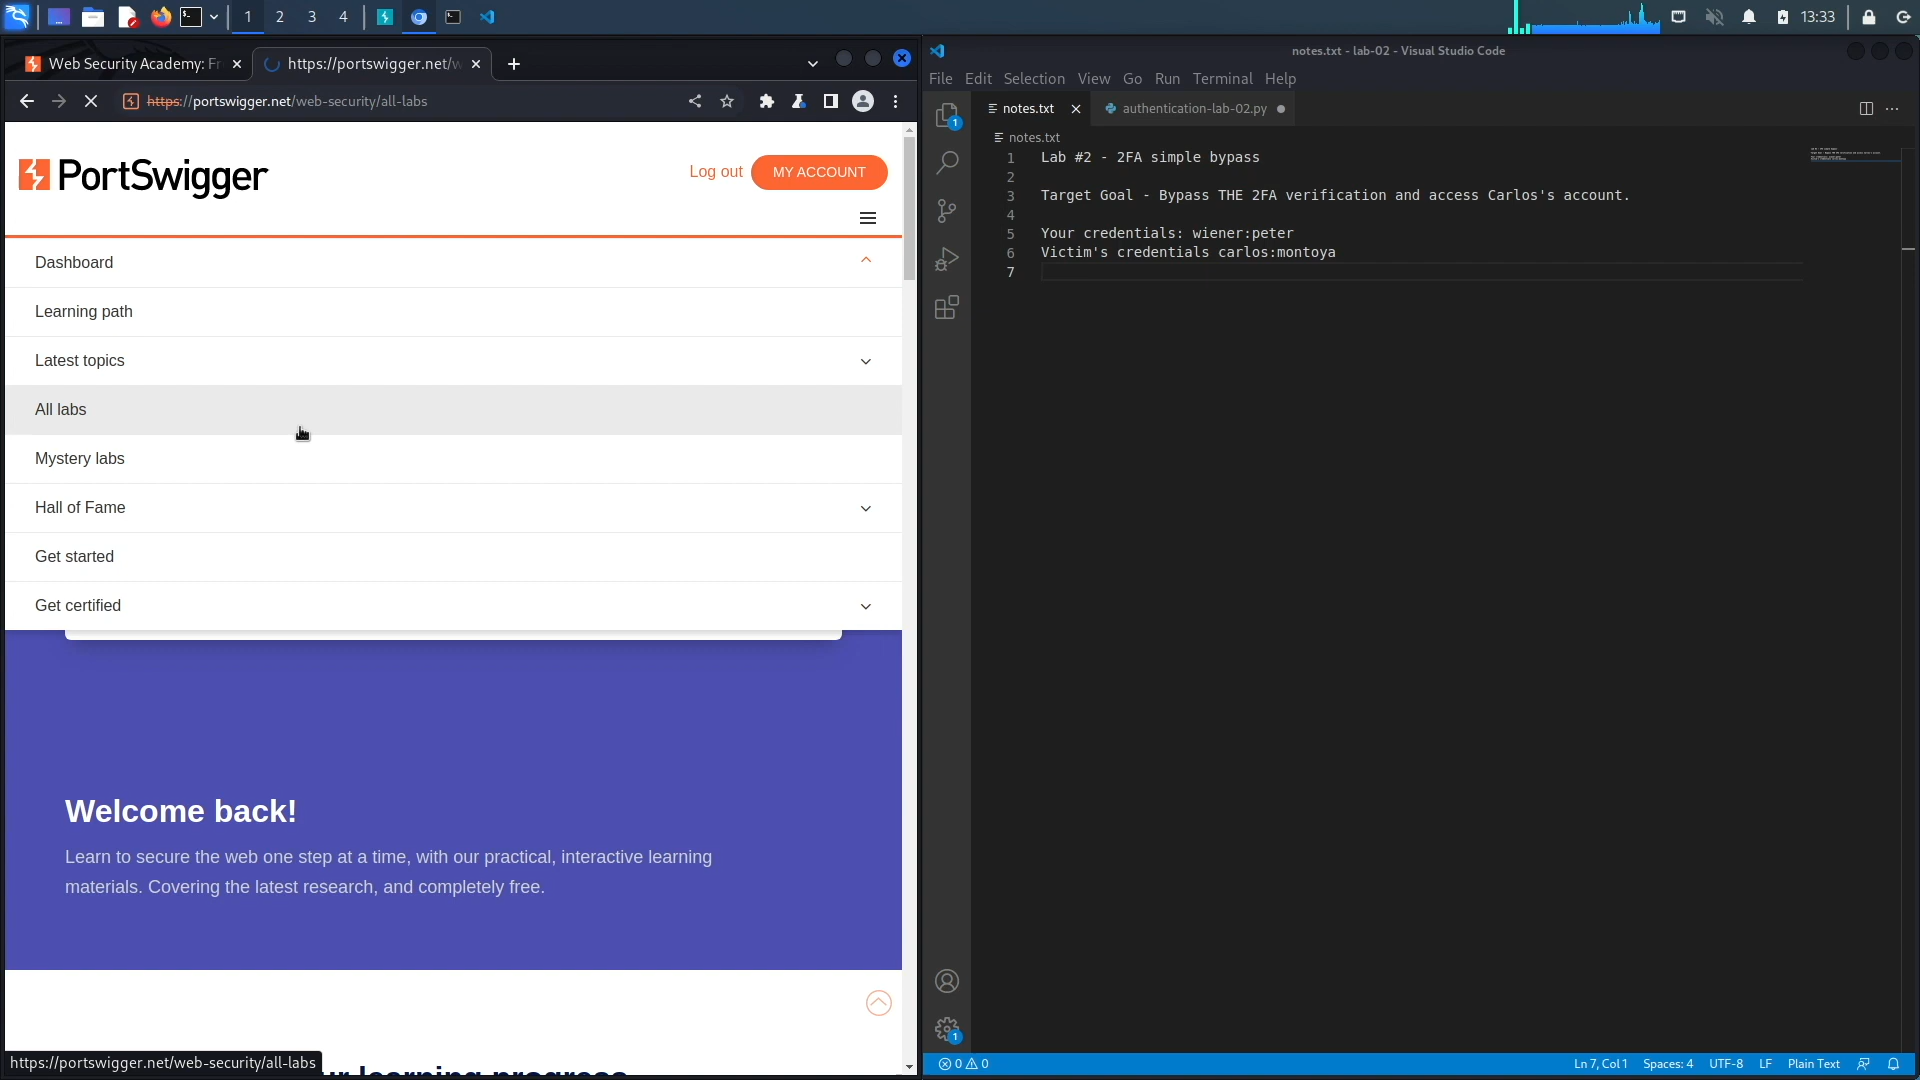 1 2 3 4
13:33
Web Security Academy: Fr
https://portswigger.net/w
https://portswigger.net/web-security/all-labs
PortSwigger
Log out
MY ACCOUNT
Dashboard
Learning path
Latest topics
All labs
Mystery labs
Hall of Fame
Get started
Get certified
Welcome back!
Learn to secure the web one step at a time, with our practical, interactive learning
materials. Covering the latest research, and completely free.
ur learning progress
https://portswigger.net/web-security/all-labs
notes.txt - lab-02 - Visual Studio Code
File Edit Selection View Go Run Terminal Help
1
notes.txt
authentication-lab-02.py
notes.txt
1 Lab #2 - 2FA simple bypass
2
3 Target Goal - Bypass THE 2FA verification and access Carlos's account.
4
5 Your credentials: wiener:peter
6 Victim's credentials carlos:montoya
7
1
0 0
Ln 7, Col 1 Spaces: 4 UTF-8 LF Plain Text